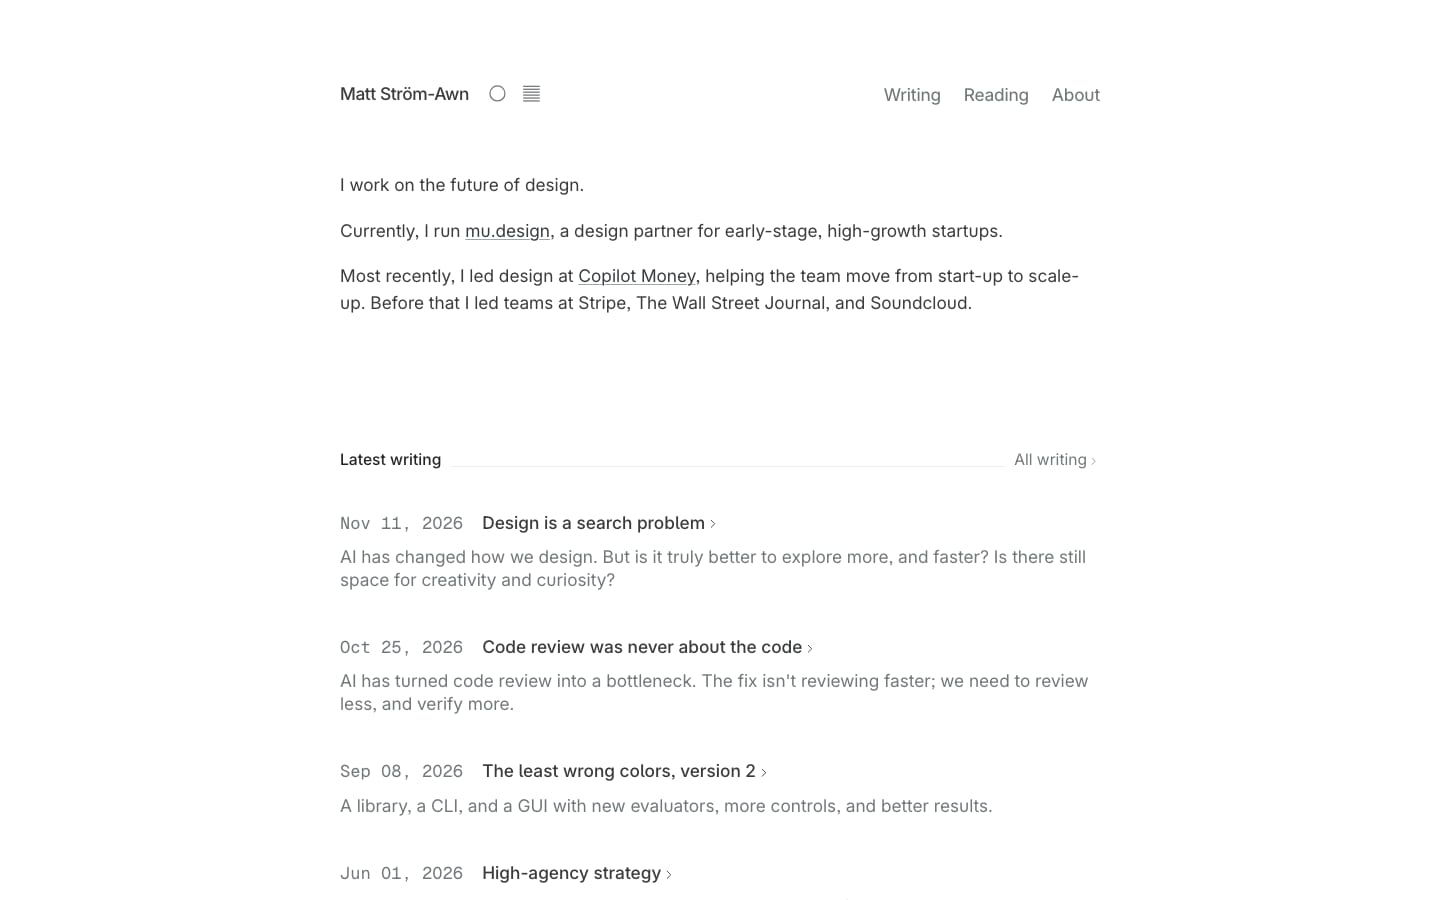 Matt Ström-Awn
Writing Reading About
I work on the future of design.
Currently, I run mu.design, a design partner for early-stage, high-growth startups.
Most recently, I led design at Copilot Money, helping the team move from start-up to scale-
up. Before that I led teams at Stripe, The Wall Street Journal, and Soundcloud.
Latest writing All writing ›
Nov 11, 2026 Design is a search problem ›
AI has changed how we design. But is it truly better to explore more, and faster? Is there still
space for creativity and curiosity?
Oct 25, 2026 Code review was never about the code ›
AI has turned code review into a bottleneck. The fix isn't reviewing faster; we need to review
less, and verify more.
Sep 08, 2026 The least wrong colors, version 2 ›
A library, a CLI, and a GUI with new evaluators, more controls, and better results.
Jun 01, 2026 High-agency strategy ›